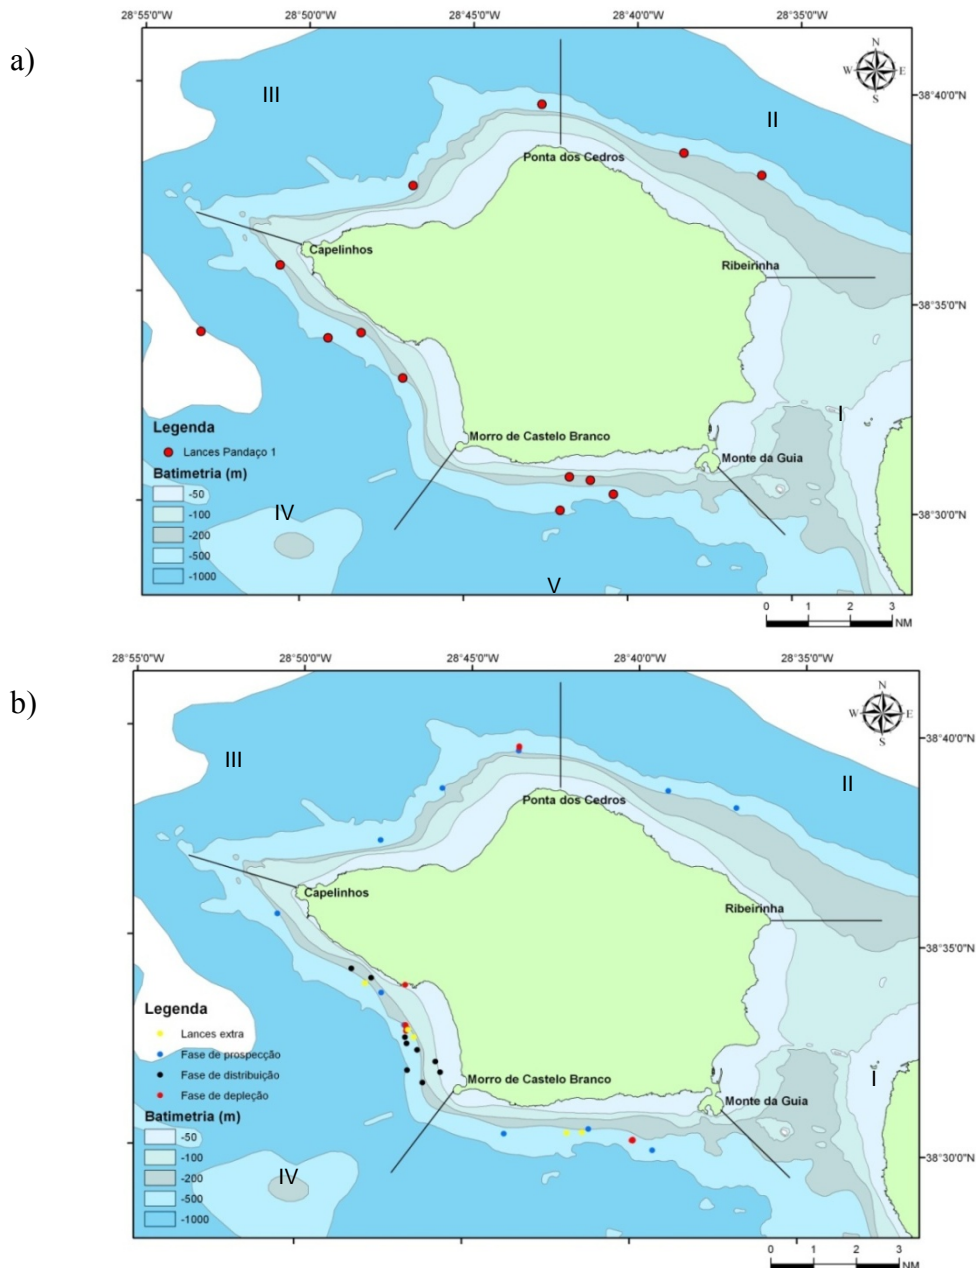 a)
28°55'0"W 28°50'0"W 28°45'0"W 28°40'0"W 28°35'0"W
III
II
N
W E
S
38°40'0"N
Ponta dos Cedros
Capelinhos
Ribeirinha
38°35'0"N
I
Legenda
Lances Pandaço 1
Morro de Castelo Branco
Monte da Guia
Batimetria (m)
-50
-100
-200
-500
-1000
IV
38°30'0"N
V
0 1 2 3
NM
b)
28°55'0"W 28°50'0"W 28°45'0"W 28°40'0"W 28°35'0"W
III
II
N
W E
S
38°40'0"N
Ponta dos Cedros
Capelinhos
Ribeirinha
38°35'0"N
Legenda
Lances extra
Fase de prospecção
Fase de distribuição
Fase de depleção
Morro de Castelo Branco
Monte da Guia
I
Batimetria (m)
-50
-100
-200
-500
-1000
IV
38°30'0"N
0 1 2 3
NM